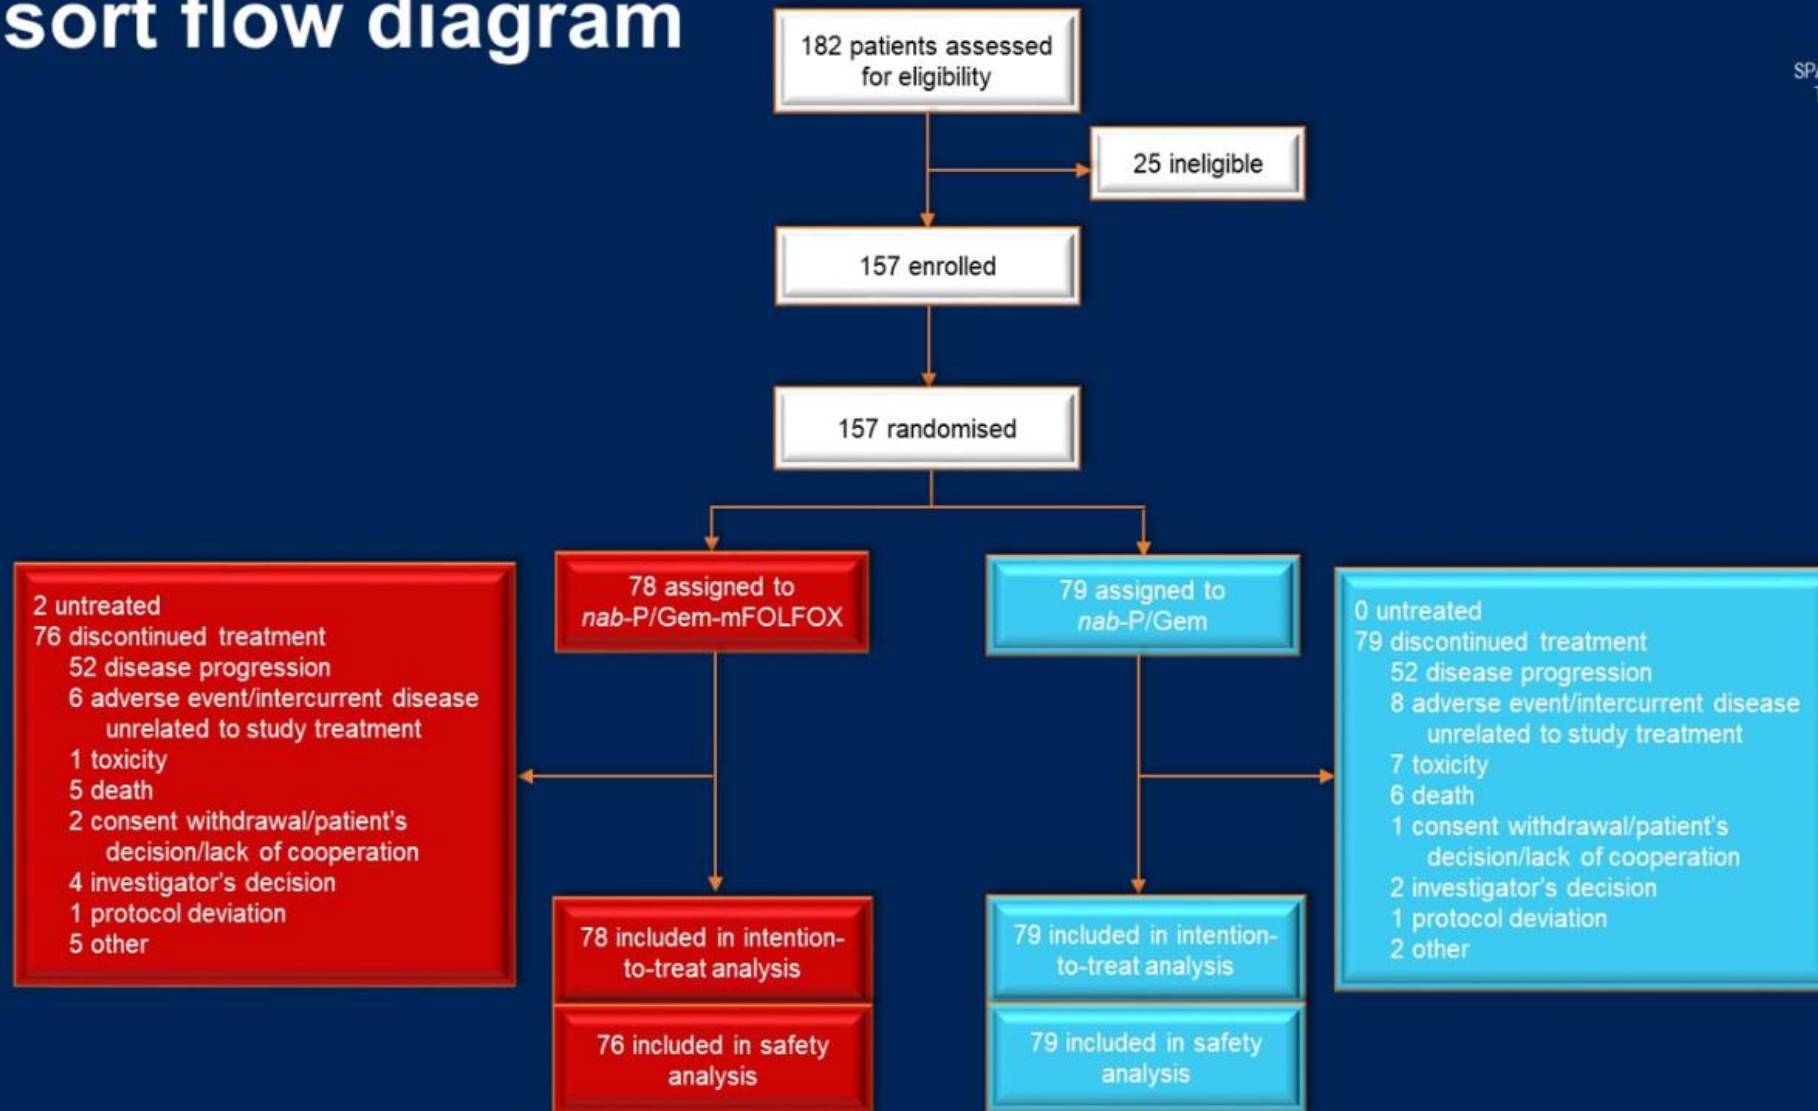 sort flow diagram
182 patients assessed
for eligibility
SPA
25 ineligible
157 enrolled
157 randomised
78 assigned to
nab-P/Gem-mFOLFOX
79 assigned to
nab-P/Gem
2 untreated
76 discontinued treatment
52 disease progression
6 adverse event/intercurrent disease
unrelated to study treatment
1 toxicity
5 death
2 consent withdrawal/patient's
decision/lack of cooperation
4 investigator's decision
1 protocol deviation
5 other
0 untreated
79 discontinued treatment
52 disease progression
8 adverse event/intercurrent disease
unrelated to study treatment
7 toxicity
6 death
1 consent withdrawal/patient's
decision/lack of cooperation
2 investigator's decision
1 protocol deviation
2 other
78 included in intention-
to-treat analysis
79 included in intention-
to-treat analysis
76 included in safety
analysis
79 included in safety
analysis